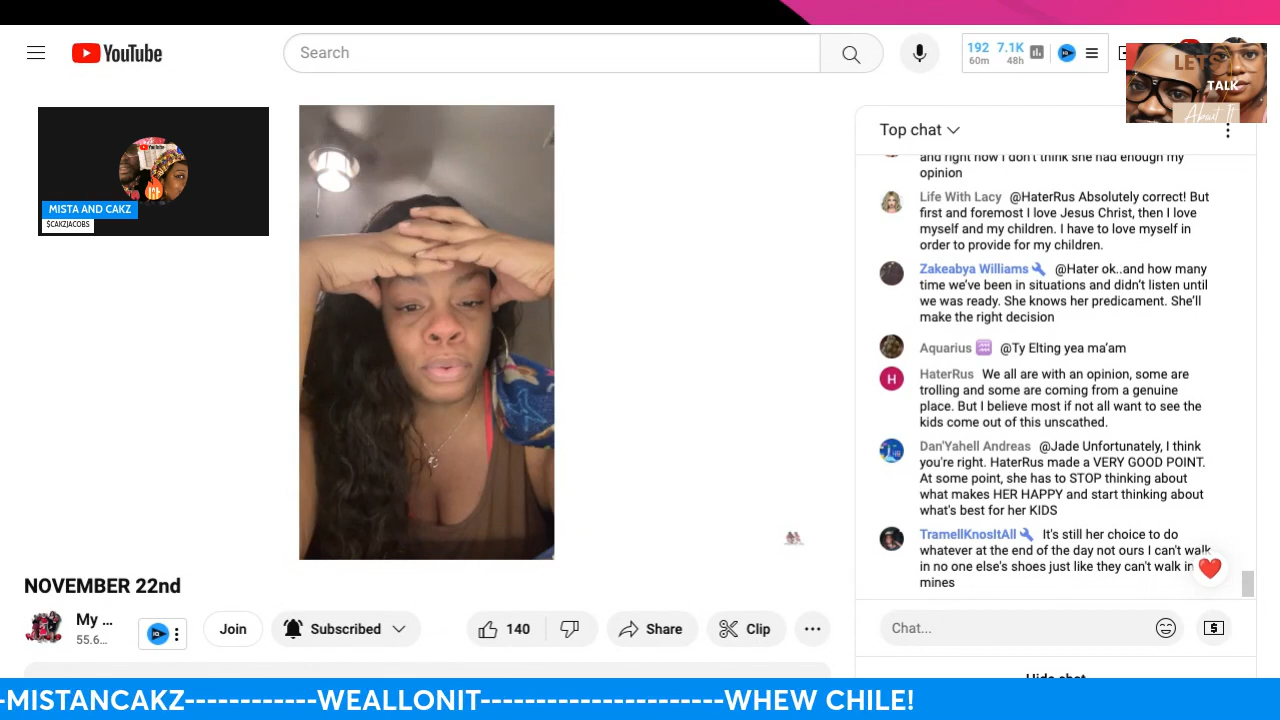 YouTube
Search
192 7.1K
60m 48h
LETS
TALK
About It
MISTA AND CAKZ
$CAKZJACOBS
Top chat
and right now I don't think she had enough my
opinion
Life With Lacy @HaterRus Absolutely correct! But
first and foremost I love Jesus Christ, then I love
myself and my children. I have to love myself in
order to provide for my children.
Zakeabya Williams @Hater ok..and how many
time we've been in situations and didn't listen until
we was ready. She knows her predicament. She'll
make the right decision
Aquarius @Ty Elting yea ma'am
H
HaterRus We all are with an opinion, some are
trolling and some are coming from a genuine
place. But I believe most if not all want to see the
kids come out of this unscathed.
Dan'Yahell Andreas @Jade Unfortunately, I think
you're right. HaterRus made a VERY GOOD POINT.
At some point, she has to STOP thinking about
what makes HER HAPPY and start thinking about
what's best for her KIDS
TramellKnosItAll It's still her choice to do
whatever at the end of the day not ours I can't walk
in no one else's shoes just like they can't walk in
mines
NOVEMBER 22nd
My ...
55.6...
Join
Subscribed
140
Share
Clip
Chat...
Hide chat
-MISTANCAKZ------------WEALLONIT----------------------WHEW CHILE!